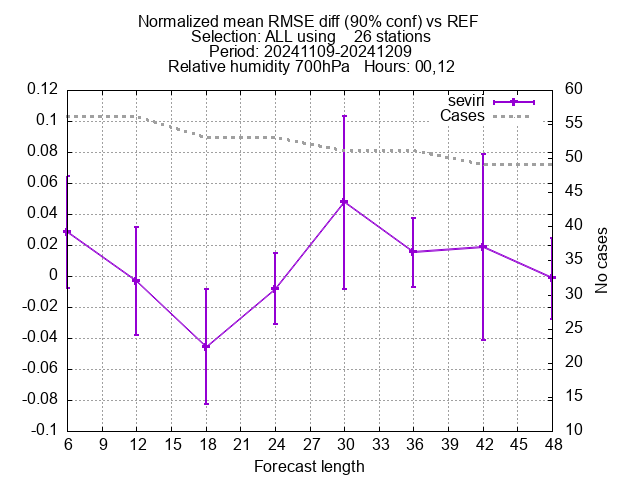 Normalized mean RMSE diff (90% conf) vs REF
Selection: ALL using    26 stations
Period: 20241109-20241209
Relative humidity 700hPa   Hours: 00,12
seviri
Cases
0.12
0.1
0.08
0.06
0.04
0.02
0
-0.02
-0.04
-0.06
-0.08
-0.1
60
55
50
45
40
35
30
25
20
15
10
No cases
6 9 12 15 18 21 24 27 30 33 36 39 42 45 48
Forecast length